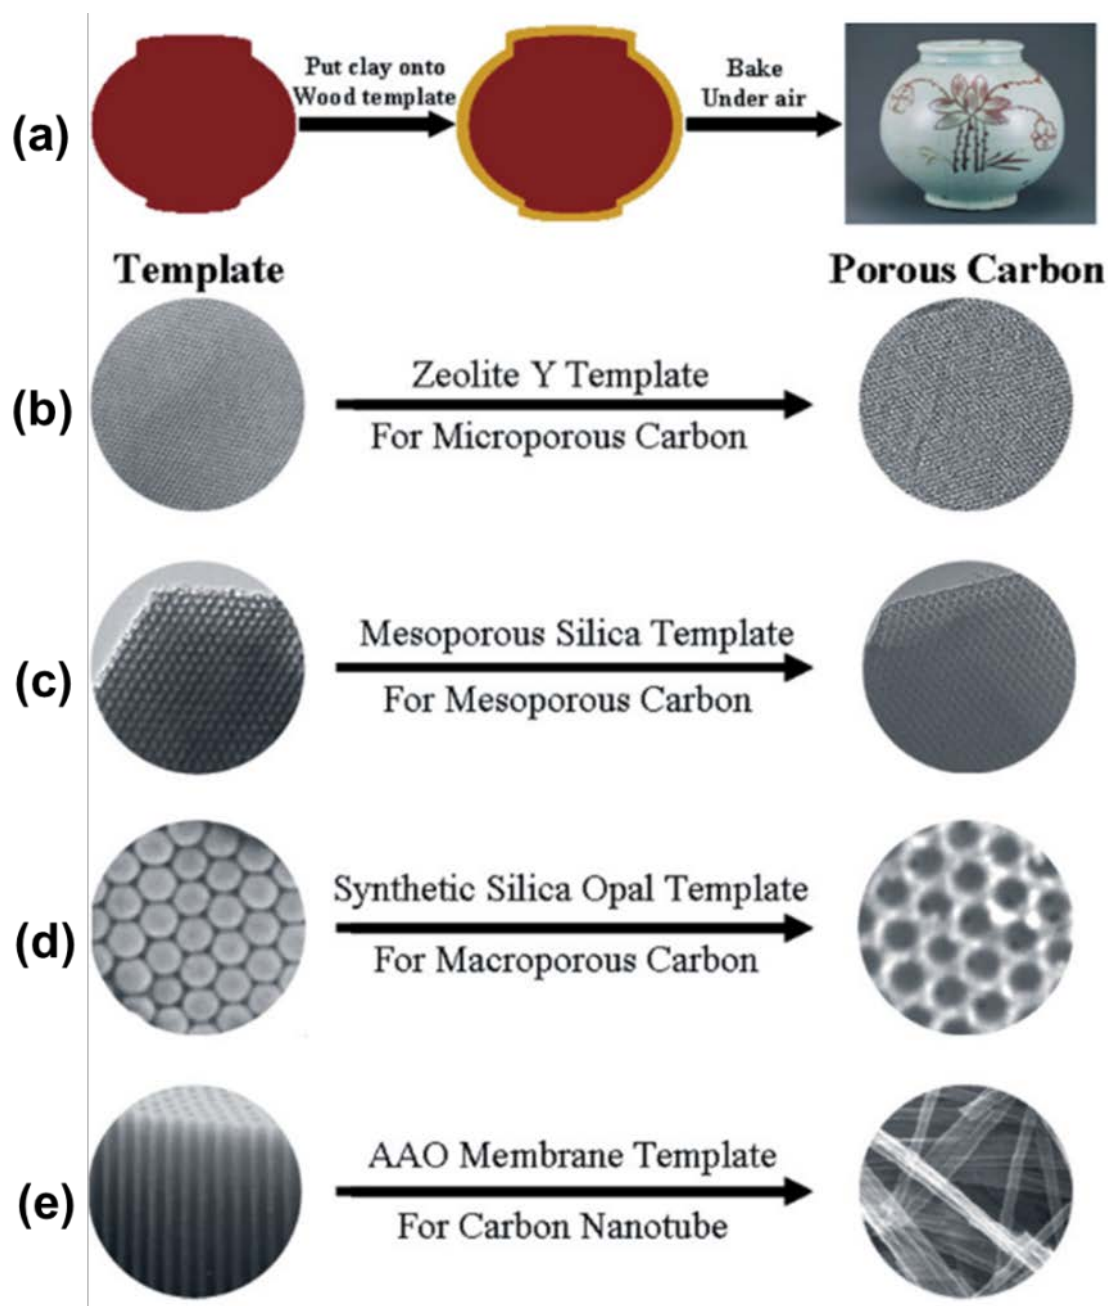 (a)
Put clay onto
Wood template
Bake
Under air
Template
Porous Carbon
(b)
Zeolite Y Template
For Microporous Carbon
(c)
Mesoporous Silica Template
For Mesoporous Carbon
(d)
Synthetic Silica Opal Template
For Macroporous Carbon
(e)
AAO Membrane Template
For Carbon Nanotube